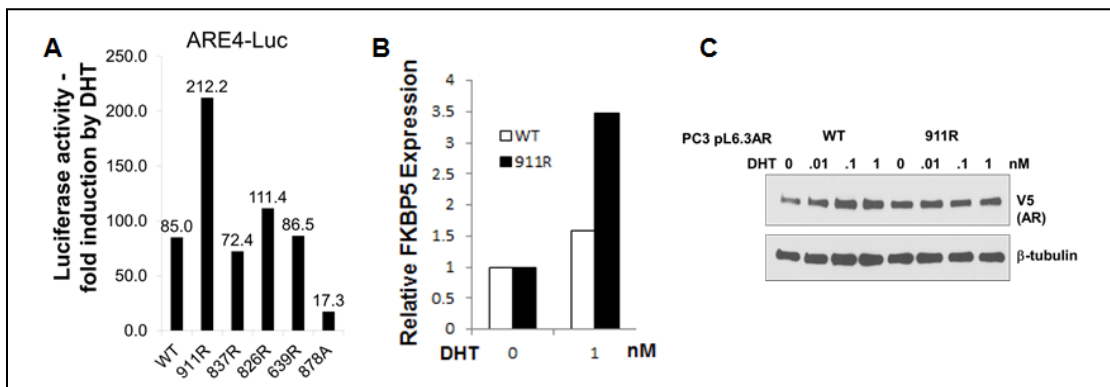 A
ARE4-Luc
Luciferase activity -
fold induction by DHT
250.0
200.0
150.0
100.0
50.0
0.0
85.0
212.2
72.4
111.4
86.5
17.3
WT
911R
837R
826R
639R
878A
B
Relative FKBP5 Expression
4
3.5
3
2.5
2
1.5
1
0.5
0
WT
911R
DHT 0 1 nM
C
PC3 pL6.3AR WT 911R
DHT 0 .01 .1 1 0 .01 .1 1 nM
V5
(AR)
β-tubulin